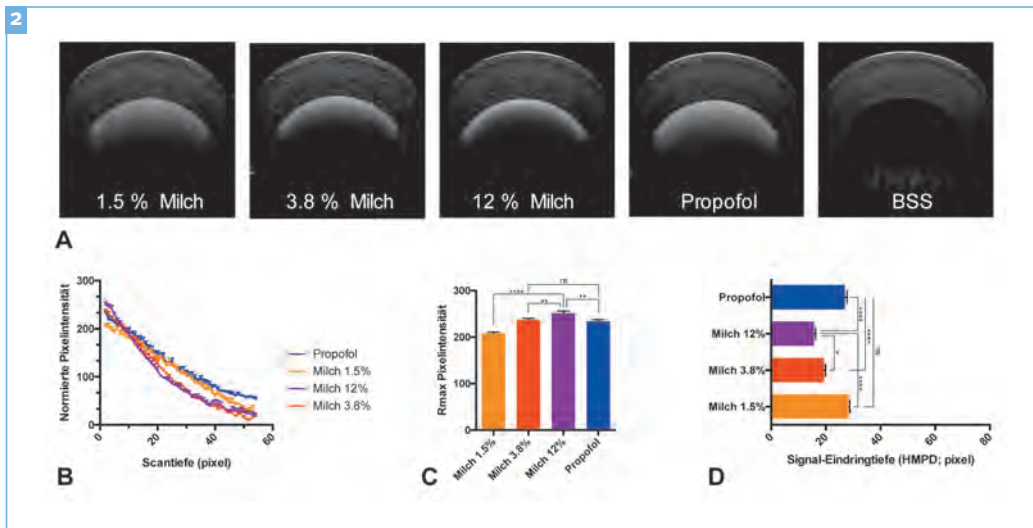 2
1.5 % Milch
3.8 % Milch
12 % Milch
Propofol
BSS
A
Normierte Pixelintensität
300
200
100
0
0
20
40
60
Scantiefe (pixel)
Propofol
Milch 1.5%
Milch 12%
Milch 3.8%
B
Rmax Pixelintensität
300
200
100
0
ns
****
**
**
Milch 1.5%
Milch 3.8%
Milch 12%
Propofol
C
Propofol
Milch 12%
Milch 3.8%
Milch 1.5%
****
****
ns
*
****
0
20
40
60
80
Signal-Eindringtiefe (HMPD; pixel)
D